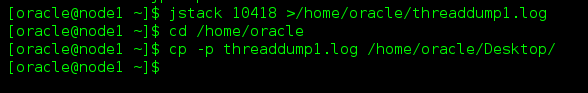 [oracle@node1 ~]$ jstack 10418 >/home/oracle/threaddump1.log
[oracle@node1 ~]$ cd /home/oracle
[oracle@node1 ~]$ cp -p threaddump1.log /home/oracle/Desktop/
[oracle@node1 ~]$